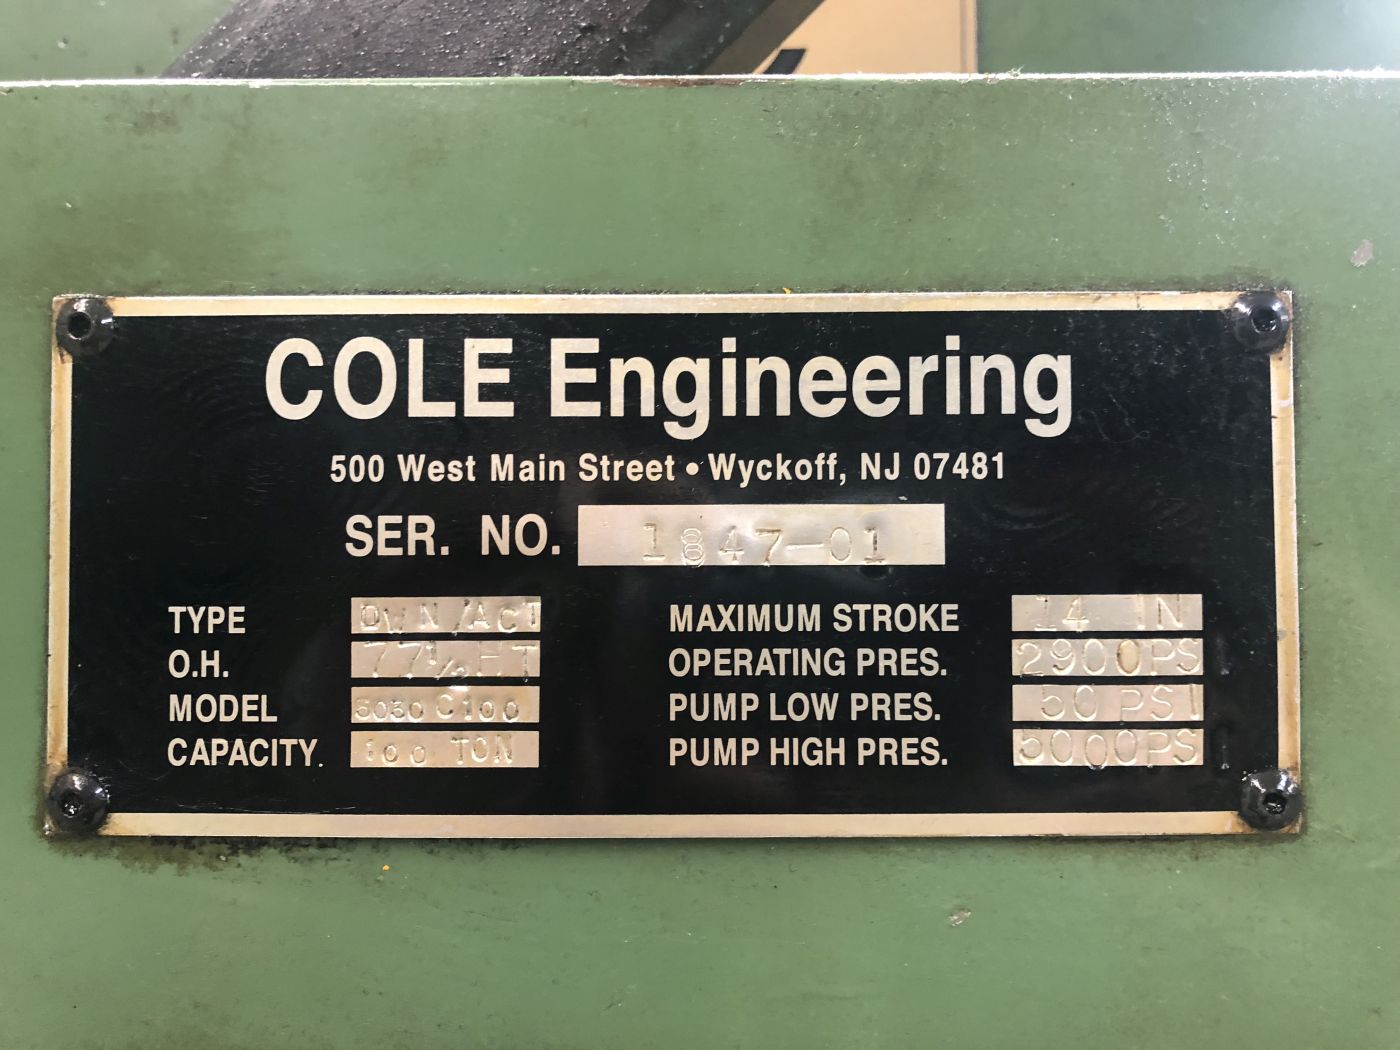 COLE Engineering
500 West Main Street • Wyckoff, NJ 07481
SER. NO. 1847-01
TYPE DWN/ACT
O.H. 77½ HT
MODEL 5030C100
CAPACITY. 100 TON
MAXIMUM STROKE 14 IN
OPERATING PRES. 2900PSI
PUMP LOW PRES. 50 PSI
PUMP HIGH PRES. 5000PSI